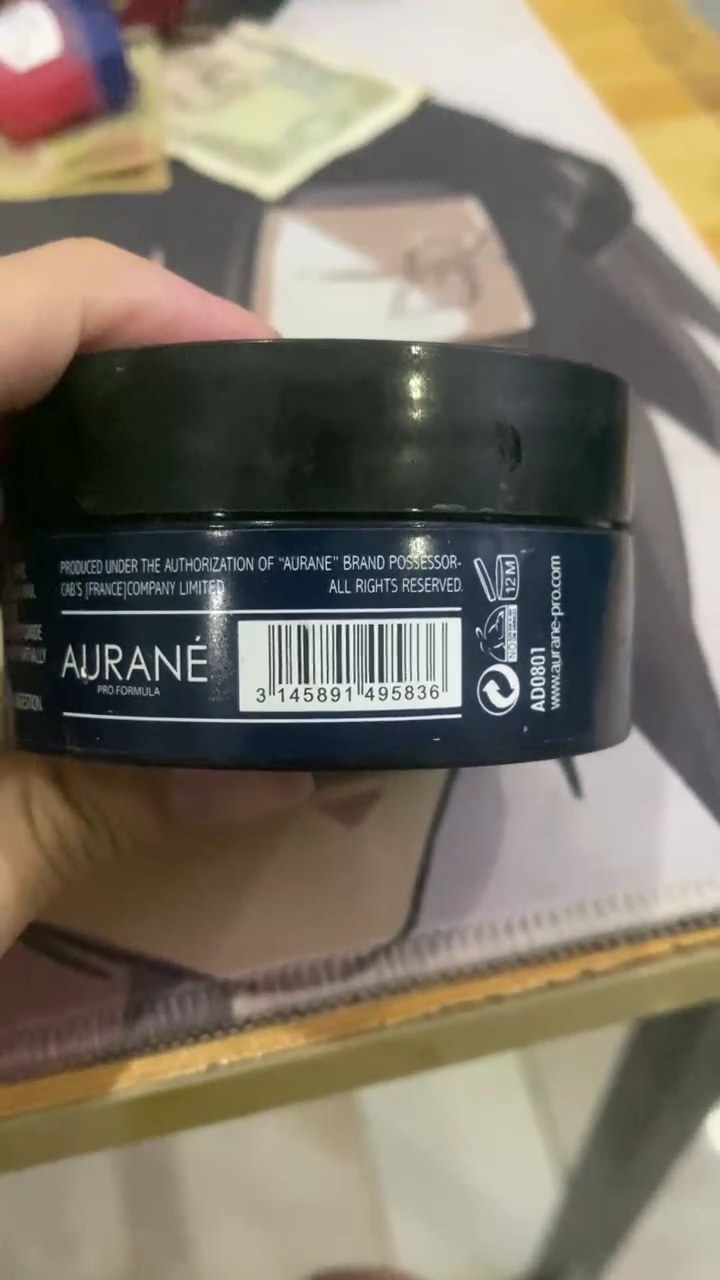 PRODUCED UNDER THE AUTHORIZATION OF "AURANE" BRAND POSSESSOR-
CAB'S [FRANCE]COMPANY LIMITED ALL RIGHTS RESERVED.
AURANÉ
PRO FORMULA
3 145891 495836
12 M
AD0801
www.aurane-pro.com